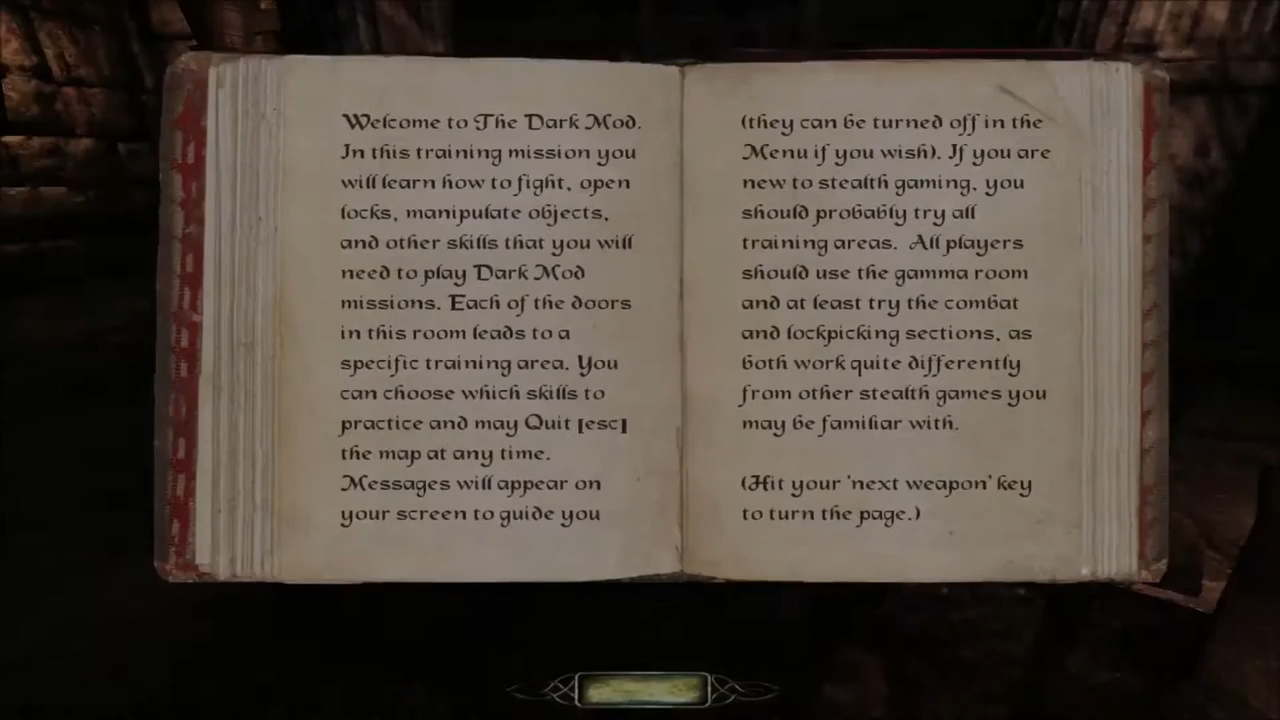 Welcome to The Dark Mod.
In this training mission you
will learn how to fight, open
locks, manipulate objects,
and other skills that you will
need to play Dark Mod
missions. Each of the doors
in this room leads to a
specific training area. You
can choose which skills to
practice and may Quit [esc]
the map at any time.
Messages will appear on
your screen to guide you
(they can be turned off in the
Menu if you wish). If you are
new to stealth gaming, you
should probably try all
training areas. All players
should use the gamma room
and at least try the combat
and lockpicking sections, as
both work quite differently
from other stealth games you
may be familiar with.
(Hit your 'next weapon' key
to turn the page.)